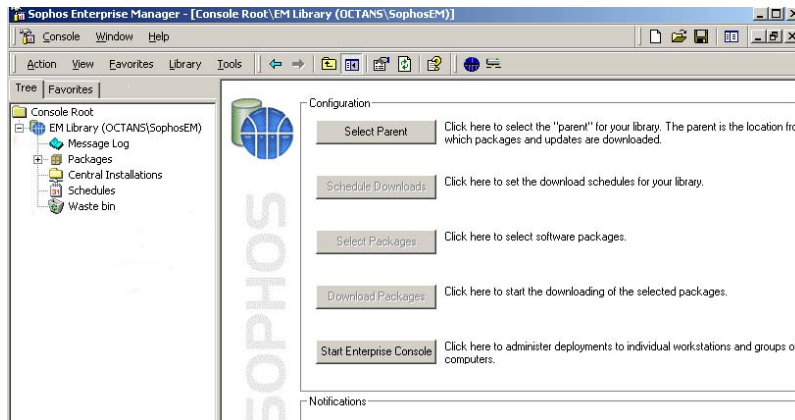 Sophos Enterprise Manager - [Console Root\EM Library (OCTANS\SophosEM)]
Console Window Help
Action View Favorites Library Tools
Tree Favorites
Console Root
EM Library (OCTANS\SophosEM)
Message Log
Packages
Central Installations
Schedules
Waste bin
SOPHOS
Configuration
Select Parent
Click here to select the "parent" for your library. The parent is the location fro
which packages and updates are downloaded.
Schedule Downloads
Click here to set the download schedules for your library.
Select Packages
Click here to select software packages.
Download Packages
Click here to start the downloading of the selected packages.
Start Enterprise Console
Click here to administer deployments to individual workstations and groups o
computers.
Notifications